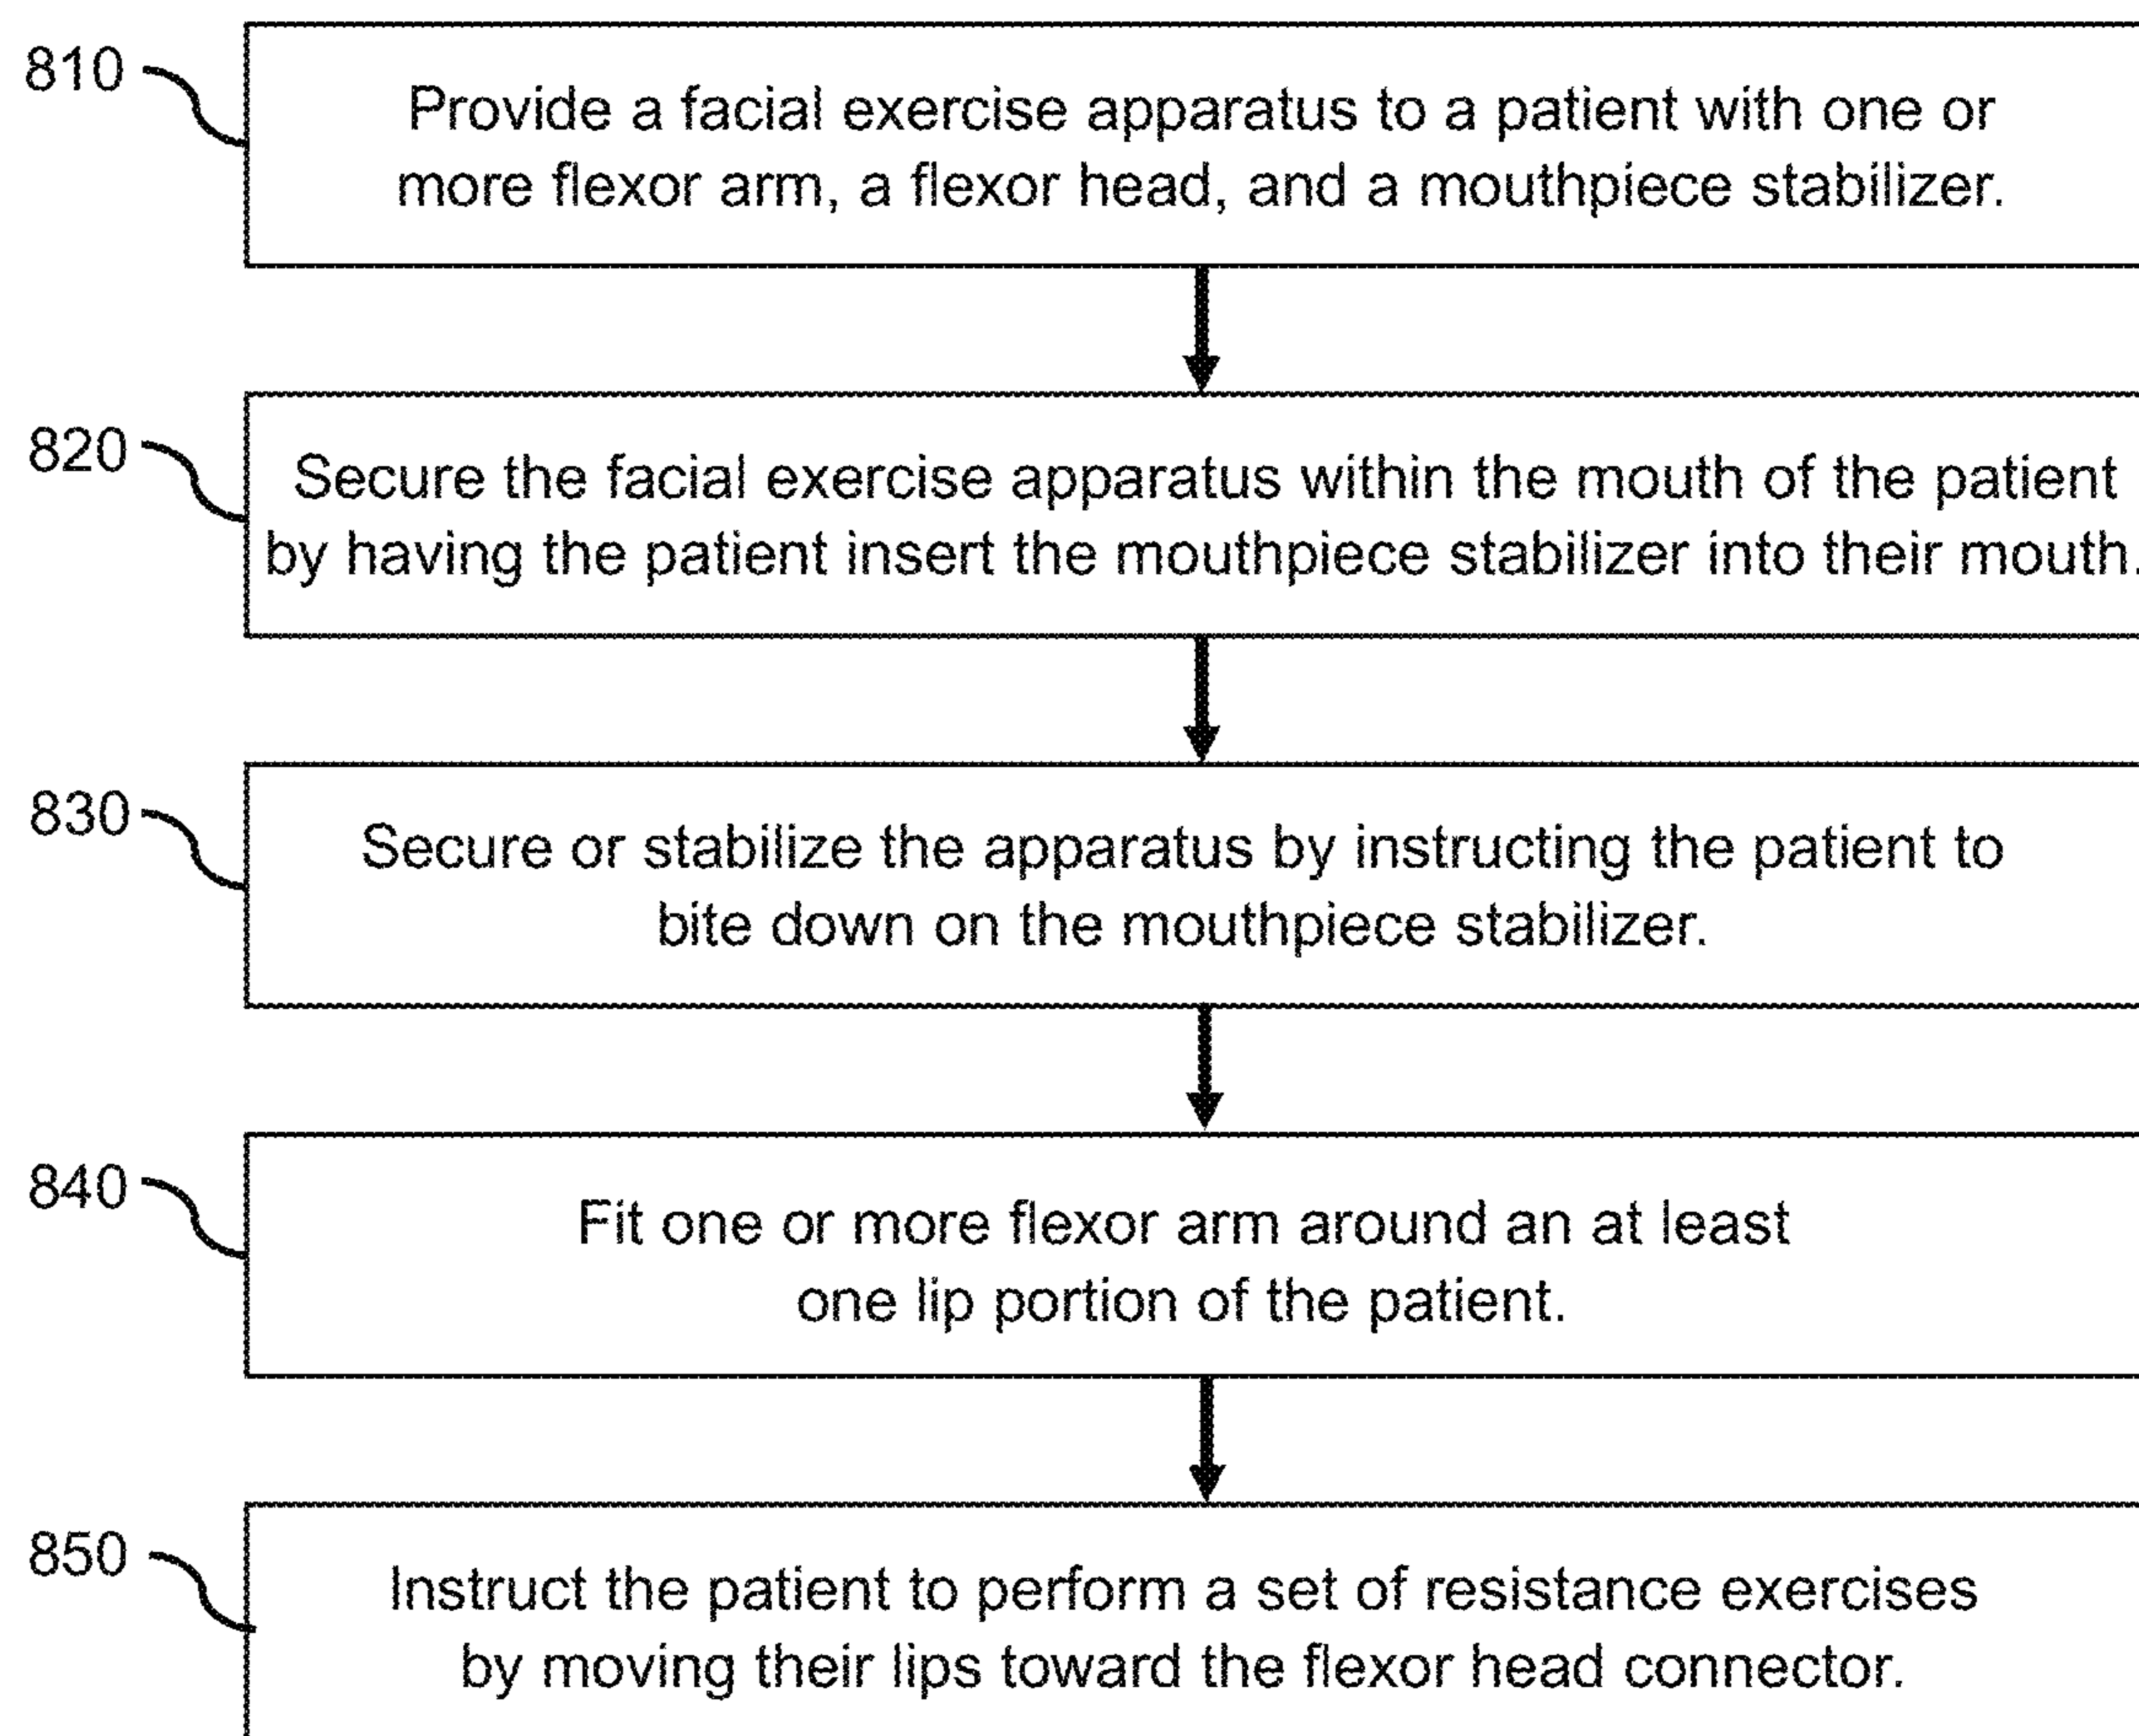 810
Provide a facial exercise apparatus to a patient with one or
more flexor arm, a flexor head, and a mouthpiece stabilizer.
820
Secure the facial exercise apparatus within the mouth of the patient
by having the patient insert the mouthpiece stabilizer into their mouth.
830
Secure or stabilize the apparatus by instructing the patient to
bite down on the mouthpiece stabilizer.
840
Fit one or more flexor arm around an at least
one lip portion of the patient.
850
Instruct the patient to perform a set of resistance exercises
by moving their lips toward the flexor head connector.